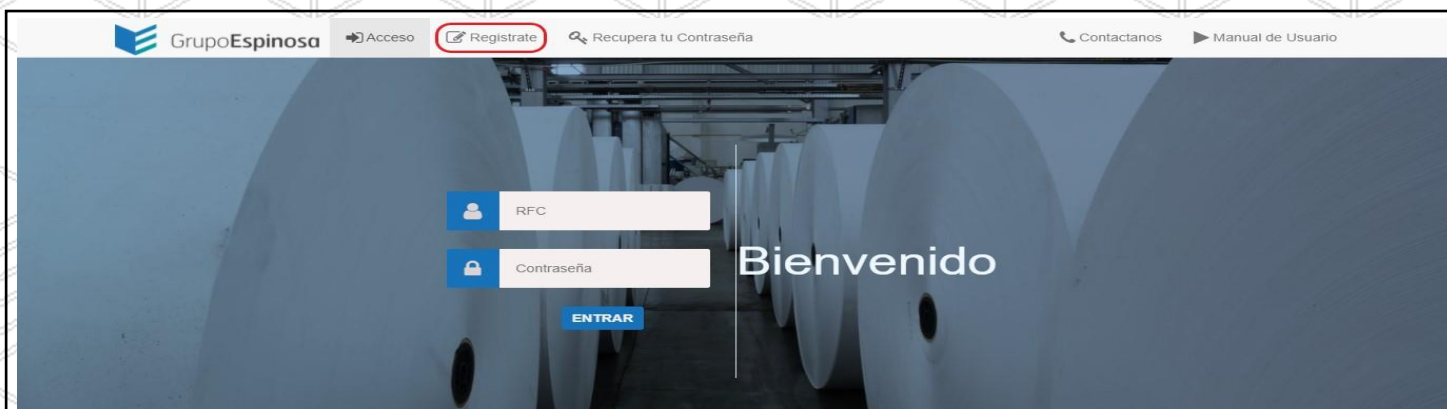 GrupoEspinosa Acceso Registrate Recupera tu Contraseña Contactanos Manual de Usuario
RFC
Contraseña
Bienvenido
ENTRAR